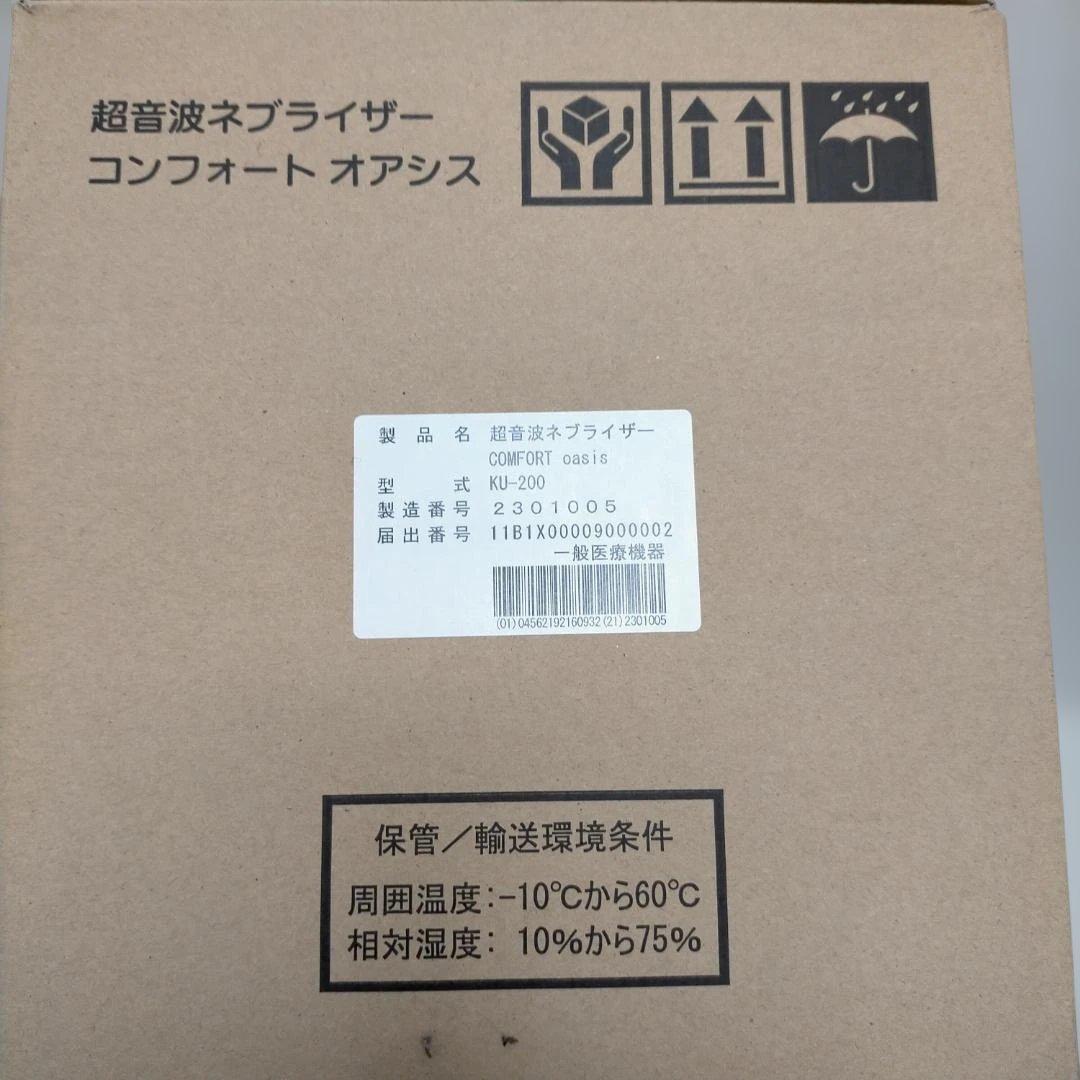 超音波ネブライザー
コンフォート オアシス
製品名 超音波ネブライザー
COMFORT oasis
型式 KU-200
製造番号 2301005
届出番号 11B1X00009000002
一般医療機器
(01)04562192160932(21)2301005
保管／輸送環境条件
周囲温度:-10℃から60℃
相対湿度: 10%から75%